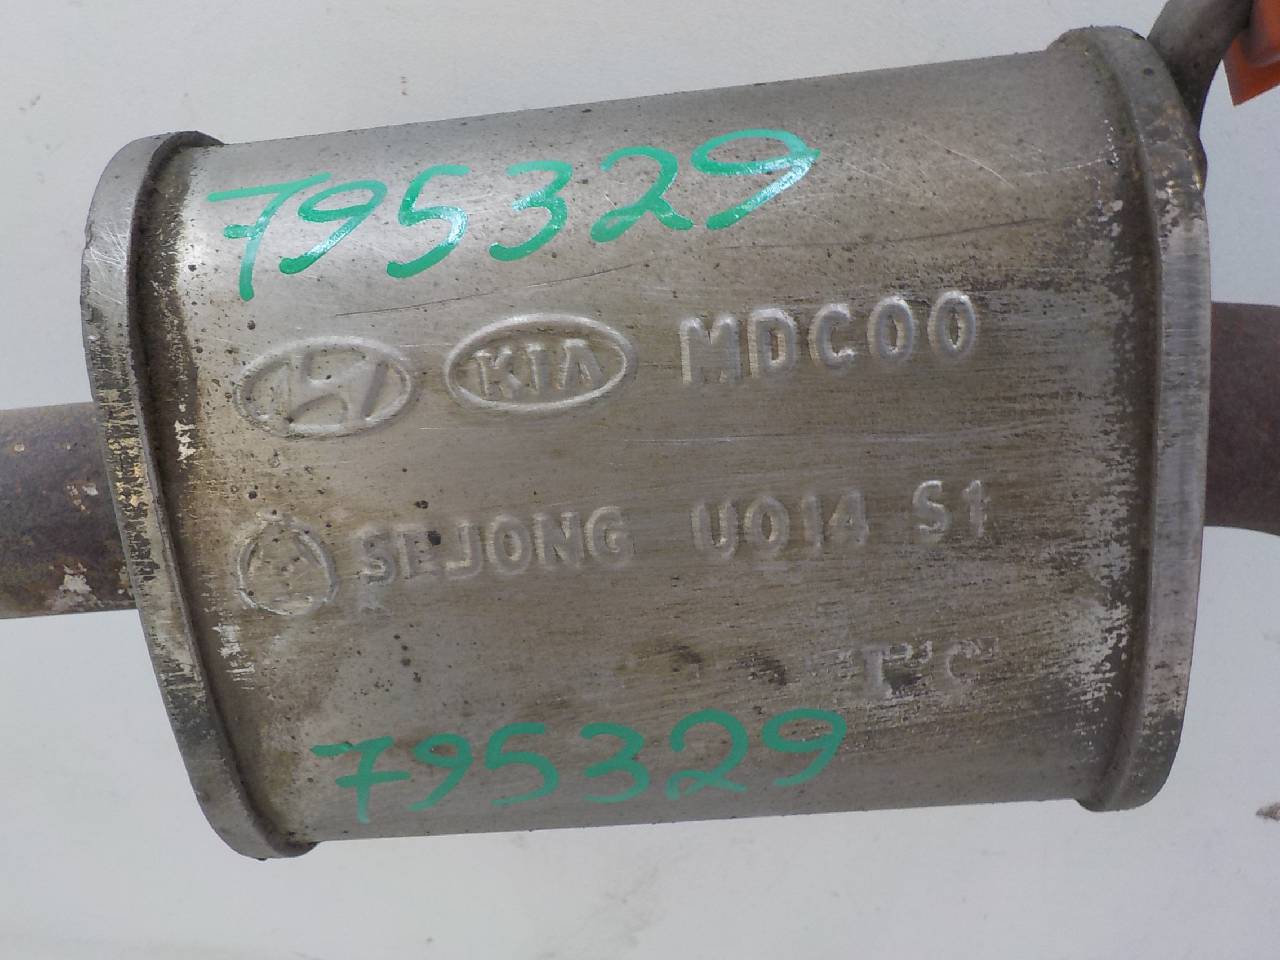 795329
KIA MDC00
SEJONG U014 S1
"P'C"
795329